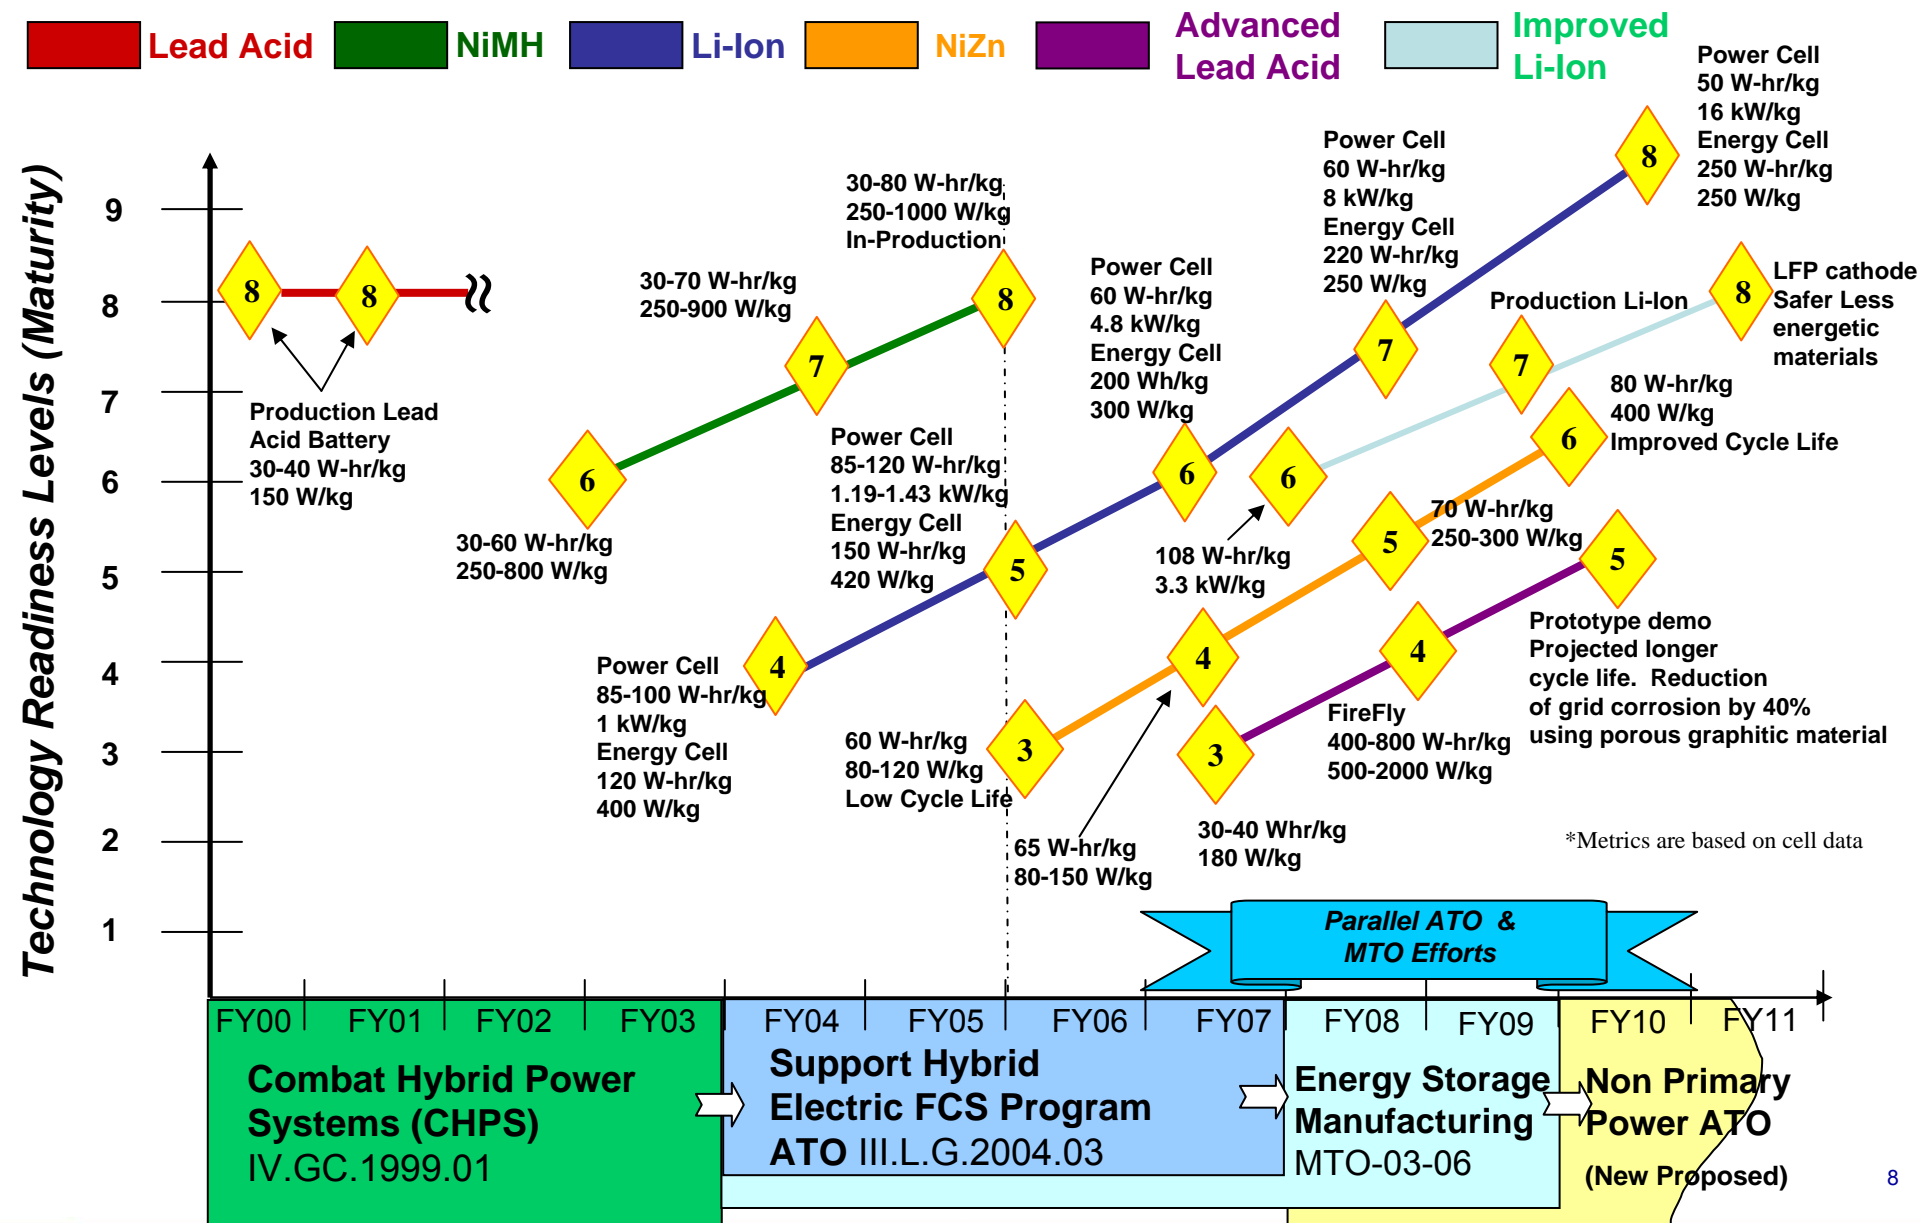 Lead Acid
NiMH
Li-Ion
NiZn
Advanced
Lead Acid
Improved
Li-Ion
Technology Readiness Levels (Maturity)
9
8
7
6
5
4
3
2
1
8
8
Production Lead
Acid Battery
30-40 W-hr/kg
150 W/kg
6
30-60 W-hr/kg
250-800 W/kg
7
30-70 W-hr/kg
250-900 W/kg
8
30-80 W-hr/kg
250-1000 W/kg
In-Production
4
Power Cell
85-100 W-hr/kg
1 kW/kg
Energy Cell
120 W-hr/kg
400 W/kg
5
Power Cell
85-120 W-hr/kg
1.19-1.43 kW/kg
Energy Cell
150 W-hr/kg
420 W/kg
6
Power Cell
60 W-hr/kg
4.8 kW/kg
Energy Cell
200 Wh/kg
300 W/kg
7
Power Cell
60 W-hr/kg
8 kW/kg
Energy Cell
220 W-hr/kg
250 W/kg
8
Power Cell
50 W-hr/kg
16 kW/kg
Energy Cell
250 W-hr/kg
250 W/kg
6
108 W-hr/kg
3.3 kW/kg
7
Production Li-Ion
8
LFP cathode
Safer Less
energetic
materials
3
60 W-hr/kg
80-120 W/kg
Low Cycle Life
4
65 W-hr/kg
80-150 W/kg
5
70 W-hr/kg
250-300 W/kg
6
80 W-hr/kg
400 W/kg
Improved Cycle Life
3
30-40 Whr/kg
180 W/kg
4
FireFly
400-800 W-hr/kg
500-2000 W/kg
5
Prototype demo
Projected longer
cycle life. Reduction
of grid corrosion by 40%
using porous graphitic material
*Metrics are based on cell data
Parallel ATO &
MTO Efforts
FY00
FY01
FY02
FY03
FY04
FY05
FY06
FY07
FY08
FY09
FY10
FY11
Combat Hybrid Power
Systems (CHPS)
IV.GC.1999.01
Support Hybrid
Electric FCS Program
ATO III.L.G.2004.03
Energy Storage
Manufacturing
MTO-03-06
Non Primary
Power ATO
(New Proposed)
8